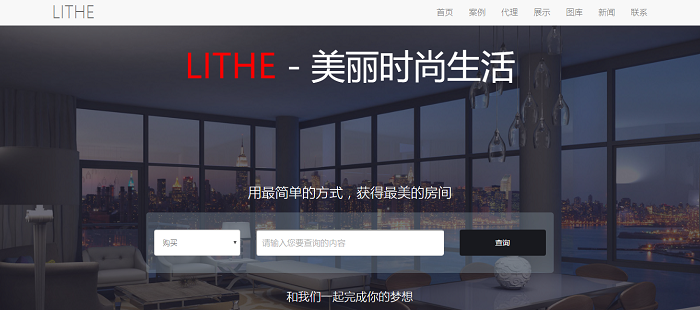 LITHE
首页 案例 代理 展示 图库 新闻 联系
LITHE - 美丽时尚生活
用最简单的方式，获得最美的房间
购买 请输入您要查询的内容 查询
和我们一起完成你的梦想